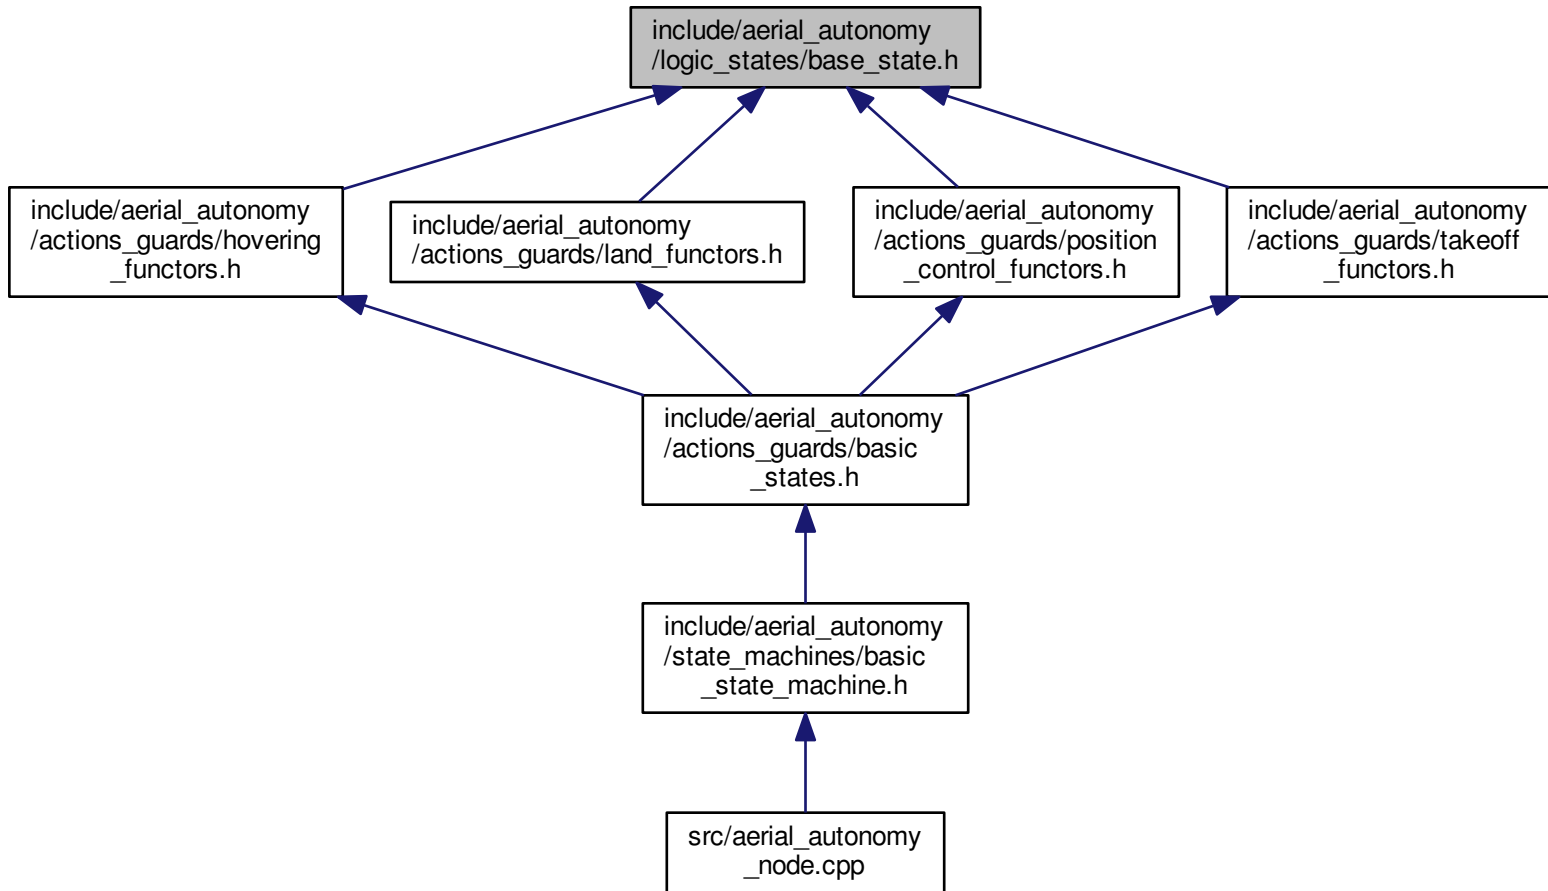 include/aerial_autonomy
/logic_states/base_state.h
include/aerial_autonomy
/actions_guards/hovering
_functors.h
include/aerial_autonomy
/actions_guards/land_functors.h
include/aerial_autonomy
/actions_guards/position
_control_functors.h
include/aerial_autonomy
/actions_guards/takeoff
_functors.h
include/aerial_autonomy
/actions_guards/basic
_states.h
include/aerial_autonomy
/state_machines/basic
_state_machine.h
src/aerial_autonomy
_node.cpp